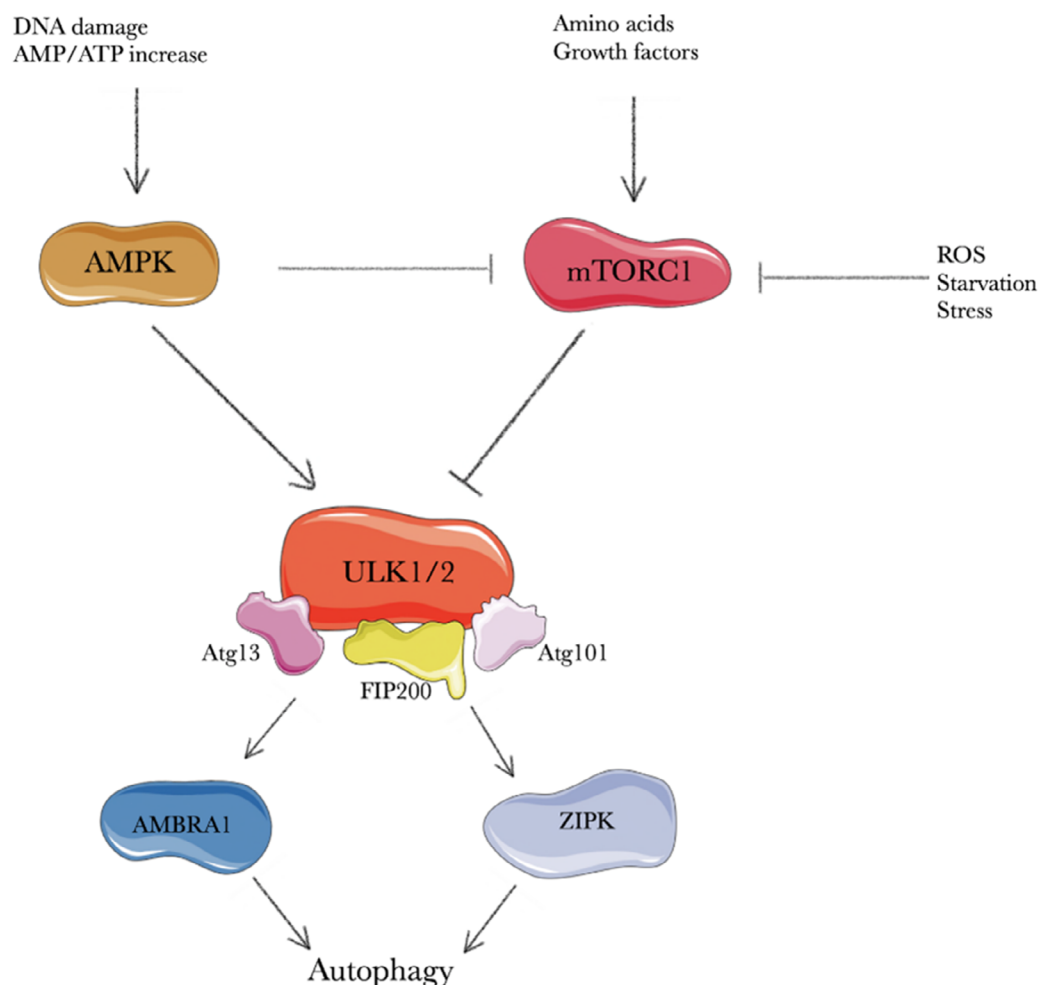 DNA damage
AMP/ATP increase
Amino acids
Growth factors
AMPK
mTORC1
ROS
Starvation
Stress
ULK1/2
Atg13
FIP200
Atg101
AMBRA1
ZIPK
Autophagy